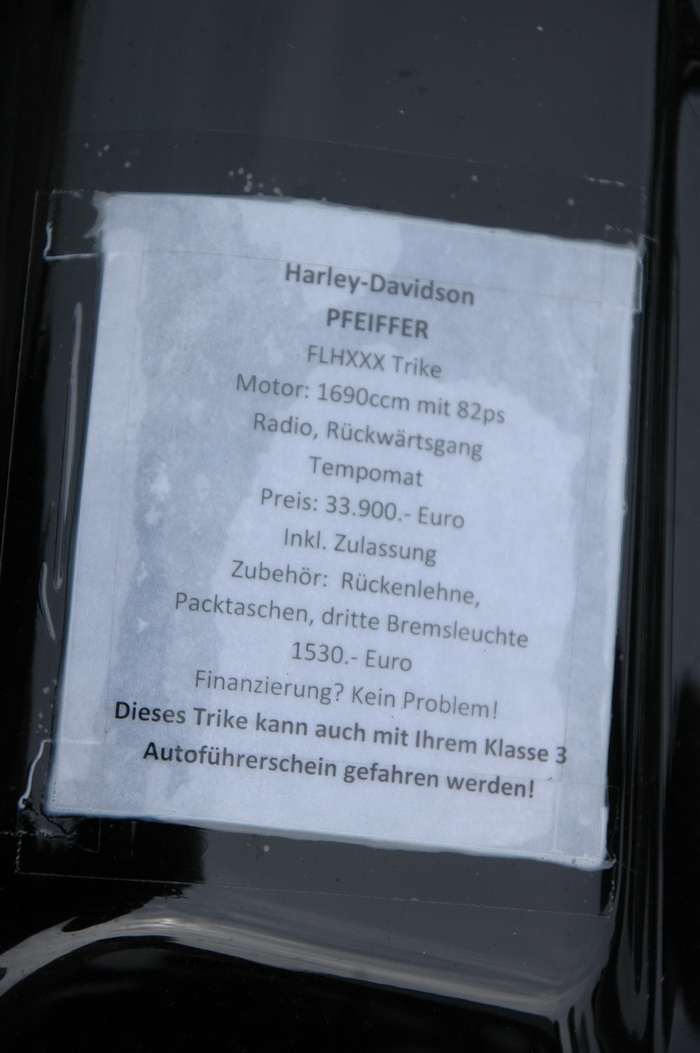 Harley-Davidson
PFEIFFER
FLHXXX Trike
Motor: 1690ccm mit 82ps
Radio, Rückwärtsgang
Tempomat
Preis: 33.900.- Euro
Inkl. Zulassung
Zubehör: Rückenlehne,
Packtaschen, dritte Bremsleuchte
1530.- Euro
Finanzierung? Kein Problem!
Dieses Trike kann auch mit Ihrem Klasse 3
Autoführerschein gefahren werden!